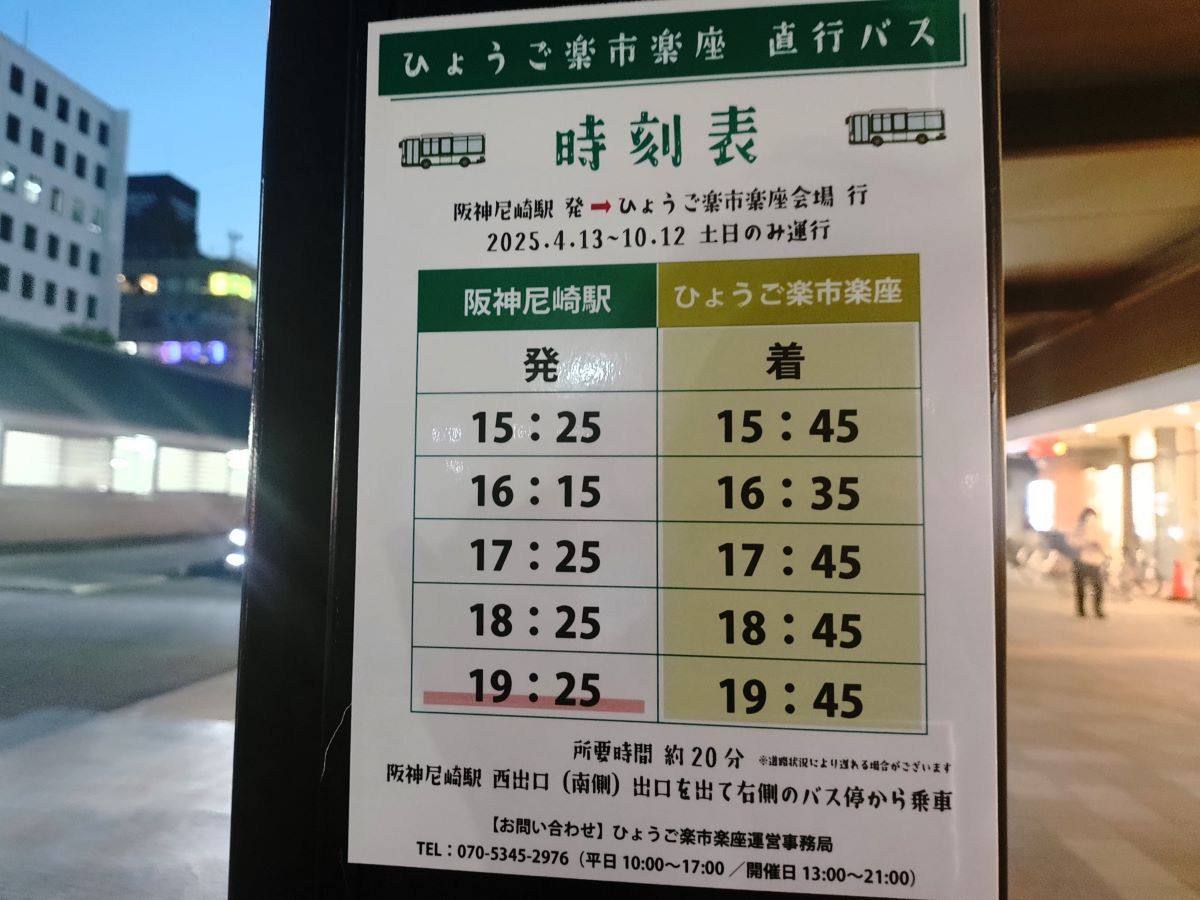 ひょうご楽市楽座 直行バス
時刻表
阪神尼崎駅 発➡ひょうご楽市楽座会場 行
2025.4.13~10.12 土日のみ運行
阪神尼崎駅 ひょうご楽市楽座
発 着
15:25 15:45
16:15 16:35
17:25 17:45
18:25 18:45
19:25 19:45
所要時間 約20分 ※道路状況により遅れる場合がございます
阪神尼崎駅 西出口（南側）出口を出て右側のバス停から乗車
【お問い合わせ】ひょうご楽市楽座運営事務局
TEL：070-5345-2976（平日10:00〜17:00 ／開催日13:00〜21:00）